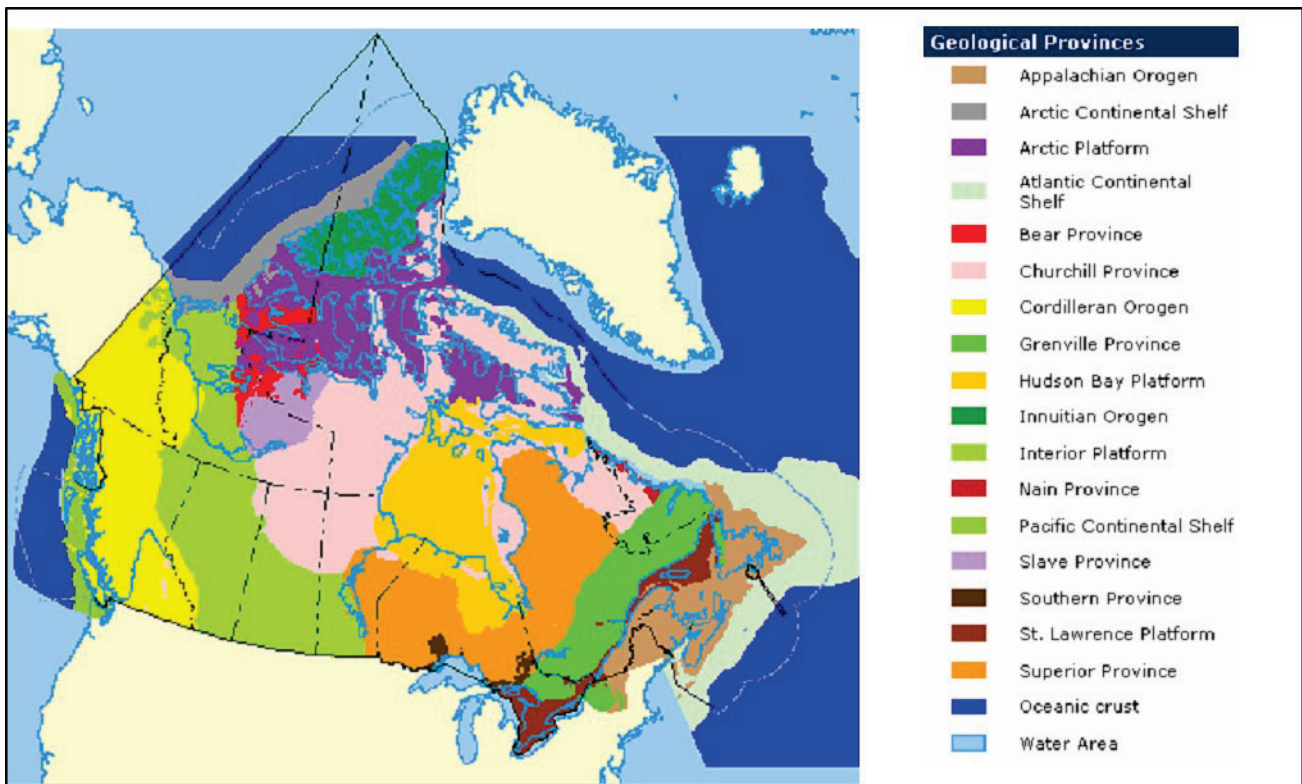 Geological Provinces
Appalachian Orogen
Arctic Continental Shelf
Arctic Platform
Atlantic Continental
Shelf
Bear Province
Churchill Province
Cordilleran Orogen
Grenville Province
Hudson Bay Platform
Innuitian Orogen
Interior Platform
Nain Province
Pacific Continental Shelf
Slave Province
Southern Province
St. Lawrence Platform
Superior Province
Oceanic crust
Water Area